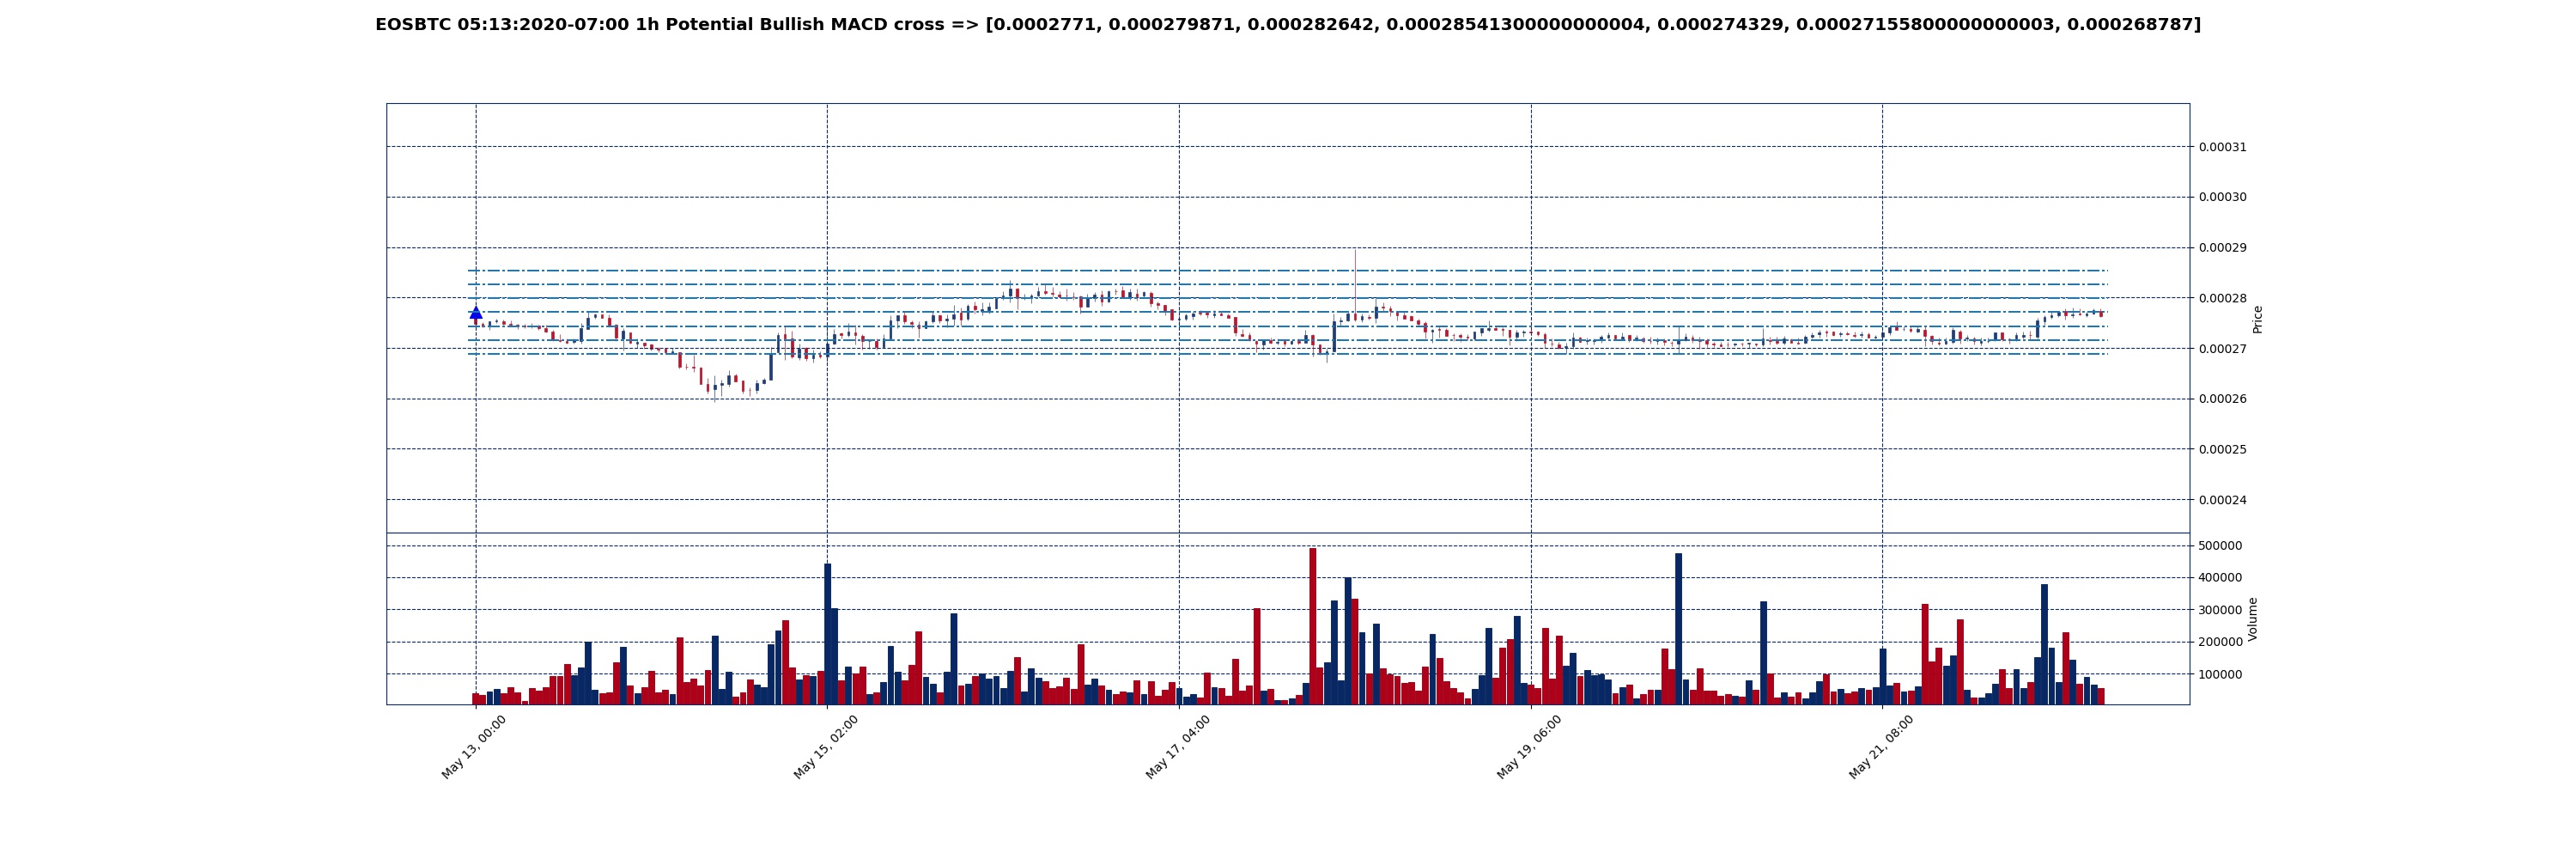 EOSBTC 05:13:2020-07:00 1h Potential Bullish MACD cross => [0.0002771, 0.000279871, 0.000282642, 0.00028541300000000004, 0.000274329, 0.00027155800000000003, 0.000268787]
0.00031
0.00030
0.00029
0.00028
0.00027
0.00026
0.00025
0.00024
Price
500000
400000
300000
200000
100000
Volume
May 13, 00:00
May 15, 02:00
May 17, 04:00
May 19, 06:00
May 21, 08:00